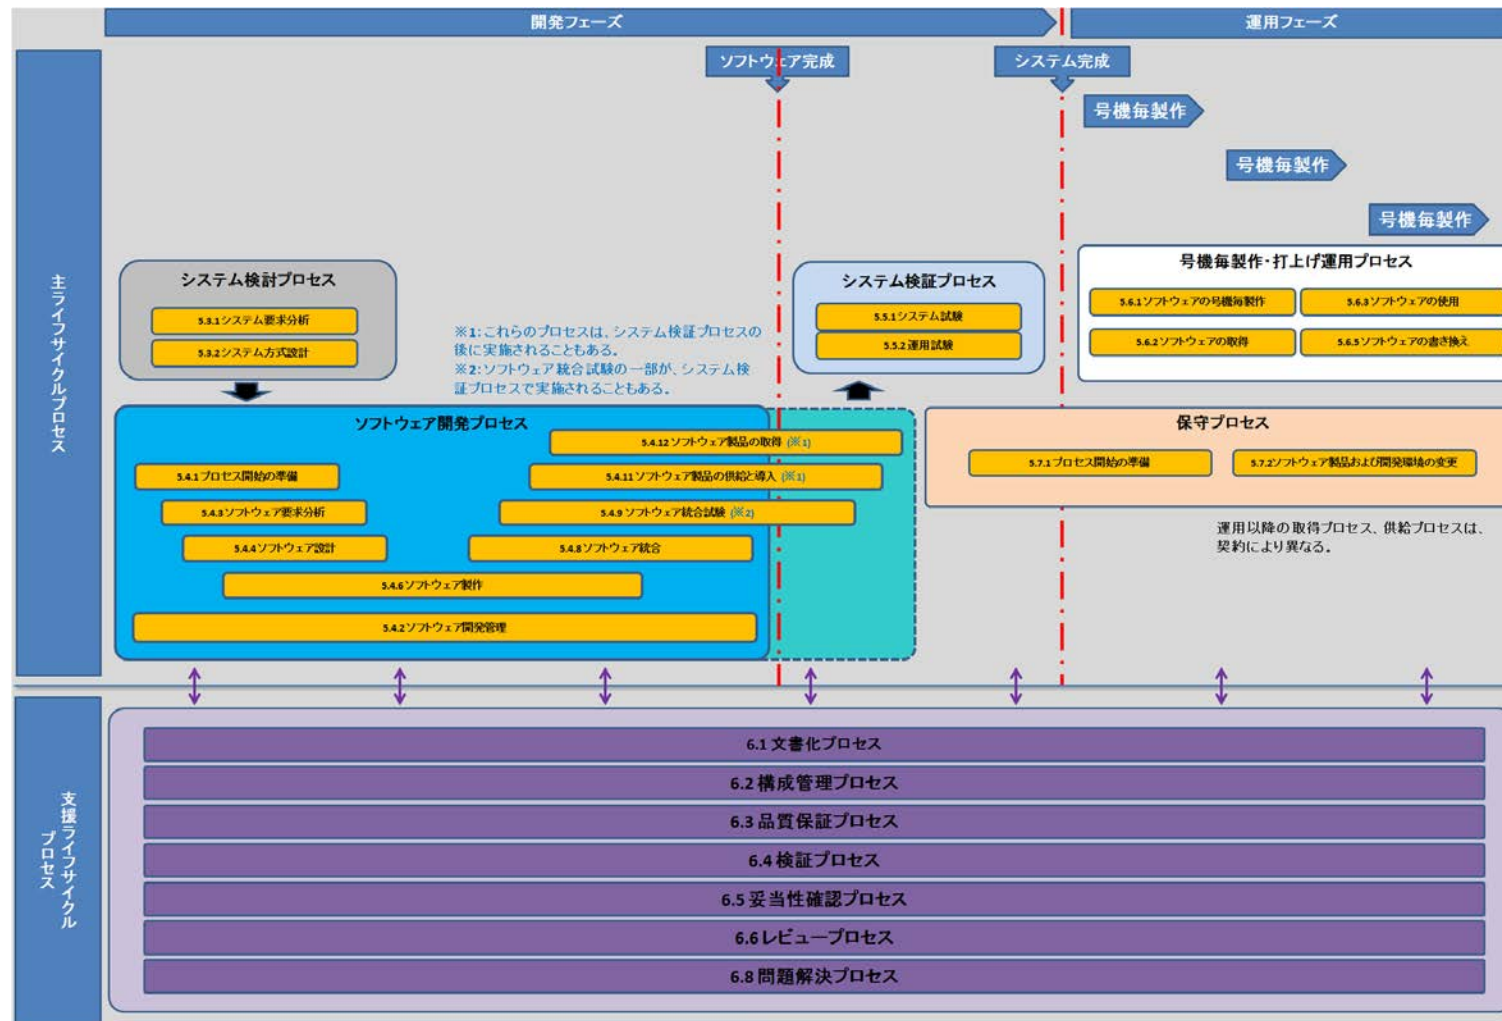 開発フェーズ
運用フェーズ
ソフトウェア完成
システム完成
号機毎製作
号機毎製作
号機毎製作
主ライフサイクルプロセス
システム検討プロセス
5.3.1システム要求分析
5.3.2システム方式設計
※1:これらのプロセスは、システム検証プロセスの
後に実施されることもある。
※2:ソフトウェア統合試験の一部が、システム検
証プロセスで実施されることもある。
システム検証プロセス
5.5.1システム試験
5.5.2運用試験
号機毎製作・打上げ運用プロセス
5.6.1ソフトウェアの号機毎製作
5.6.3ソフトウェアの使用
5.6.2ソフトウェアの取得
5.6.5ソフトウェアの書き換え
ソフトウェア開発プロセス
5.4.12ソフトウェア製品の取得(※1)
5.4.1プロセス開始の準備
5.4.11ソフトウェア製品の供給と導入(※1)
5.4.3ソフトウェア要求分析
5.4.9ソフトウェア統合試験(※2)
5.4.4ソフトウェア設計
5.4.8ソフトウェア統合
5.4.6ソフトウェア製作
5.4.2ソフトウェア開発管理
保守プロセス
5.7.1プロセス開始の準備
5.7.2ソフトウェア製品および開発環境の変更
運用以降の取得プロセス、供給プロセスは、
契約により異なる。
支援ライフサイクル
プロセス
6.1文書化プロセス
6.2構成管理プロセス
6.3品質保証プロセス
6.4検証プロセス
6.5妥当性確認プロセス
6.6レビュープロセス
6.8問題解決プロセス